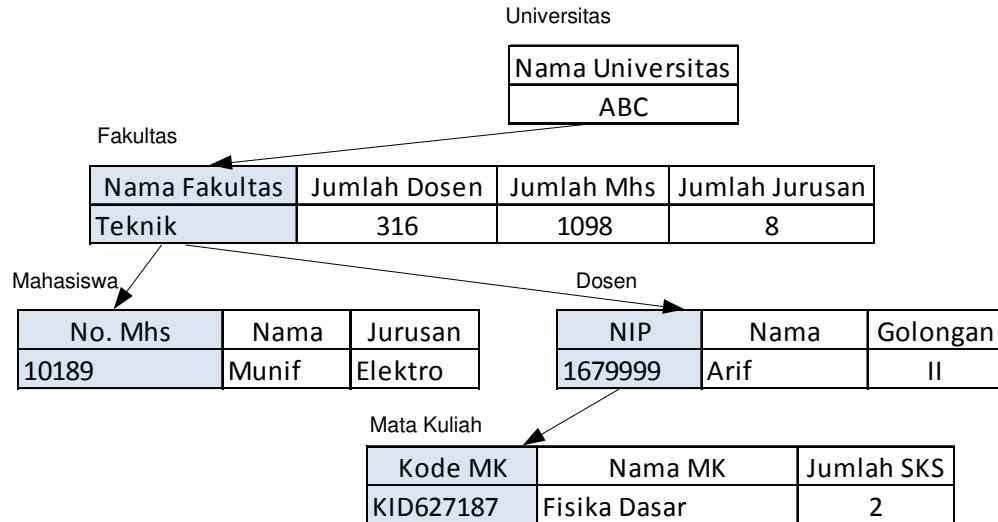 Universitas
Nama Universitas
ABC
Fakultas
Nama Fakultas Jumlah Dosen Jumlah Mhs Jumlah Jurusan
Teknik 316 1098 8
Mahasiswa Dosen
No. Mhs Nama Jurusan NIP Nama Golongan
10189 Munif Elektro 1679999 Arif II
Mata Kuliah
Kode MK Nama MK Jumlah SKS
KID627187 Fisika Dasar 2